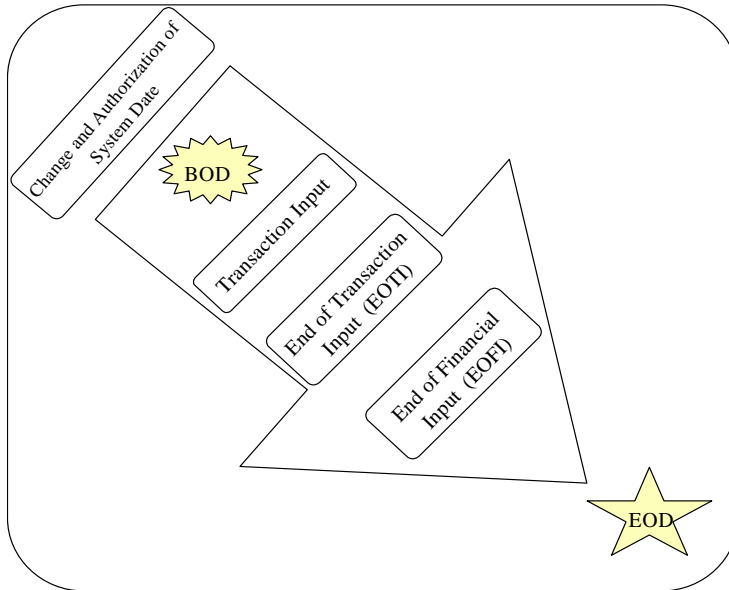 Change and Authorization of
System Date
BOD
Transaction Input
End of Transaction
Input (EOTI)
End of Financial
Input (EOFI)
EOD